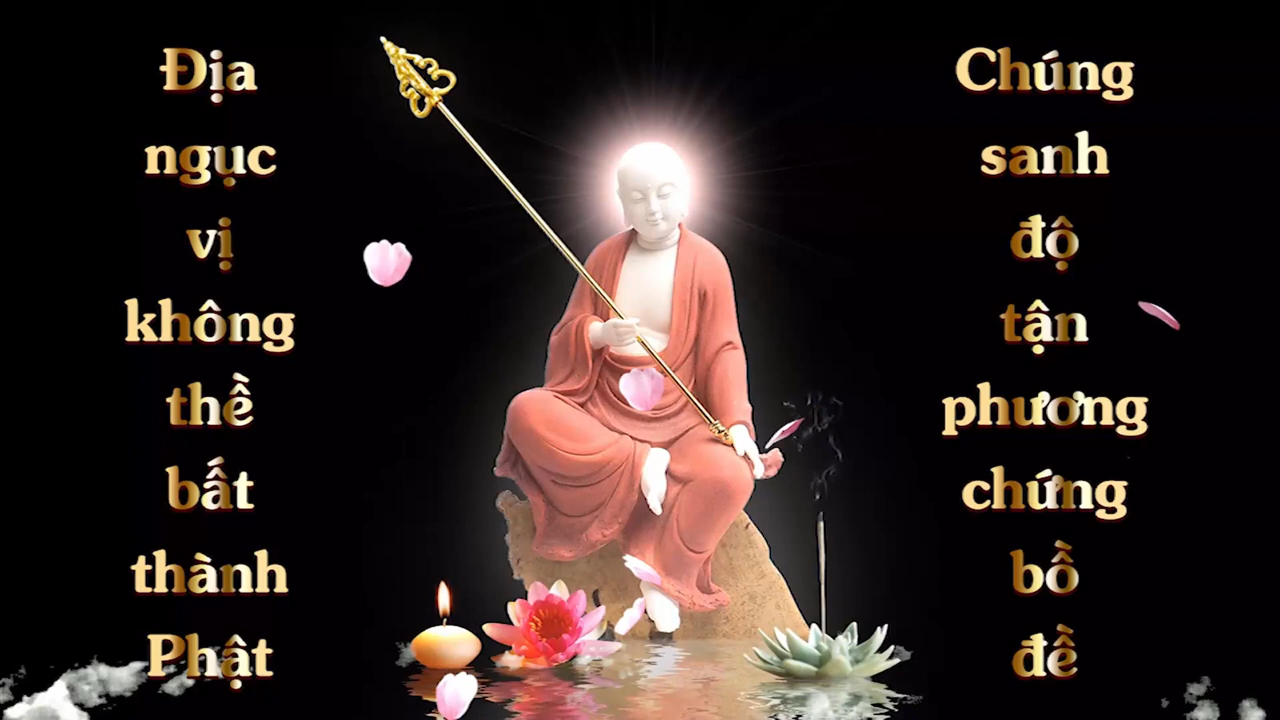 Địa
ngục
vị
không
thề
bất
thành
Phật
Chúng
sanh
độ
tận
phương
chứng
bồ
đề